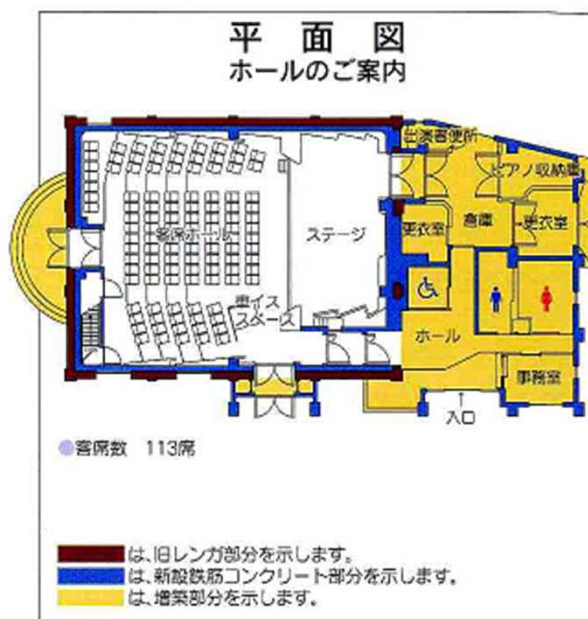 平面図
ホールのご案内
出演者便所
ピアノ収納庫
更衣室
倉庫
更衣室
客席ホール
ステージ
車イス
スペース
ホール
事務室
入口
客席数 113席
は、旧レンガ部分を示します。
は、新設鉄筋コンクリート部分を示します。
は、増築部分を示します。